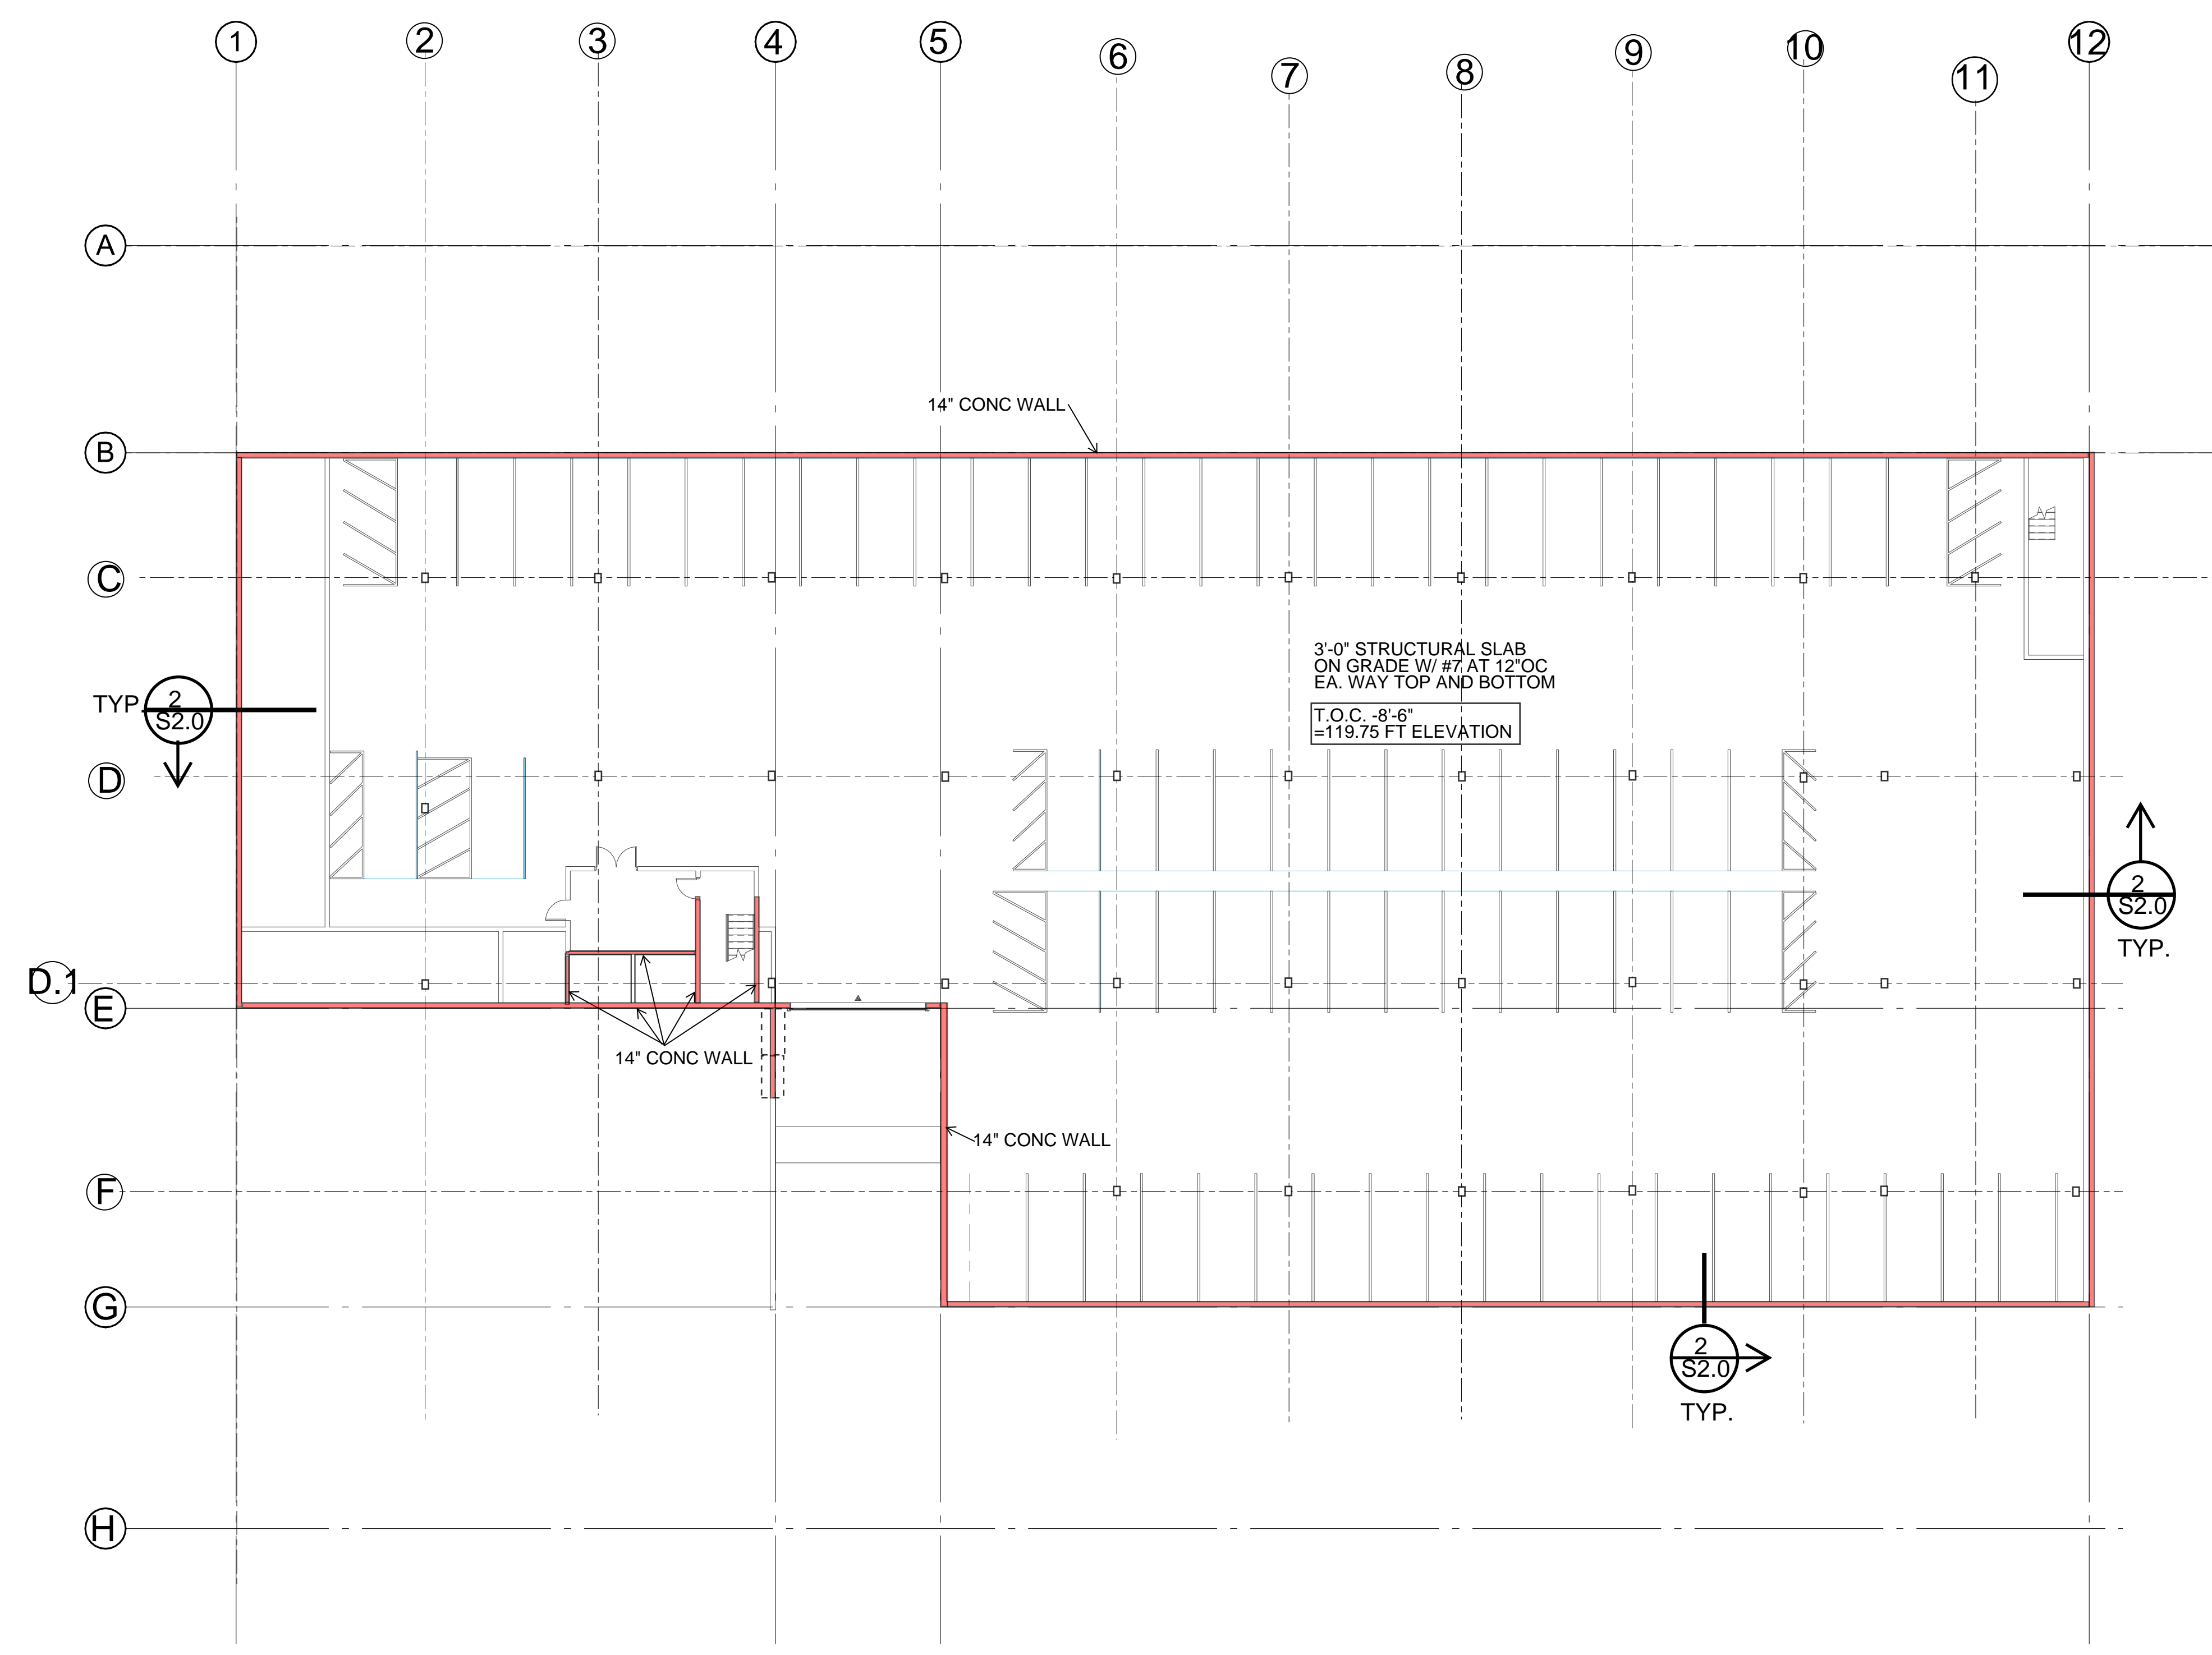 1
2
3
4
5
6
7
8
9
10
11
12
A
B
14" CONC WALL
C
3'-0" STRUCTURAL SLAB
ON GRADE W/ #7 AT 12"OC
EA. WAY TOP AND BOTTOM
TYP.
2
S2.0
T.O.C. -8'-6"
=119.75 FT ELEVATION
D
2
S2.0
TYP.
D.1
E
14" CONC WALL
14" CONC WALL
F
G
2
S2.0
TYP.
H